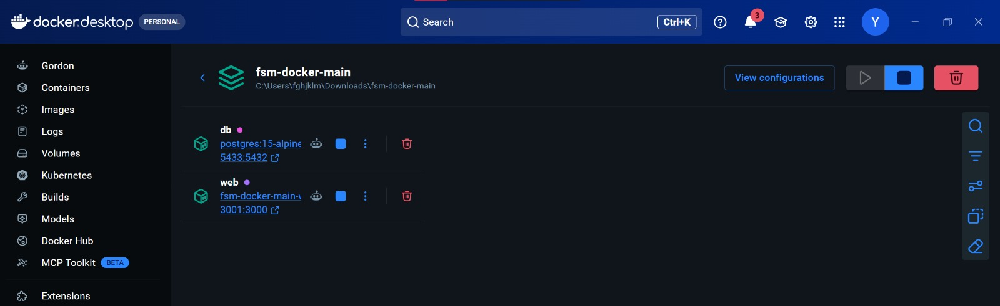 docker.desktop PERSONAL
Search Ctrl+K
3
Y
Gordon
Containers
Images
Logs
Volumes
Kubernetes
Builds
Models
Docker Hub
MCP Toolkit BETA
Extensions
fsm-docker-main
C:\Users\fghjklm\Downloads\fsm-docker-main
View configurations
db
postgres:15-alpine
5433:5432
web
fsm-docker-main-
3001:3000